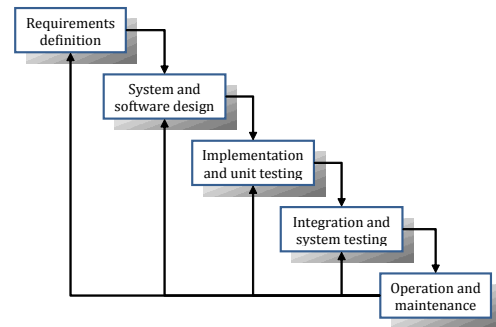 Requirements
definition
System and
software design
Implementation
and unit testing
Integration and
system testing
Operation and
maintenance